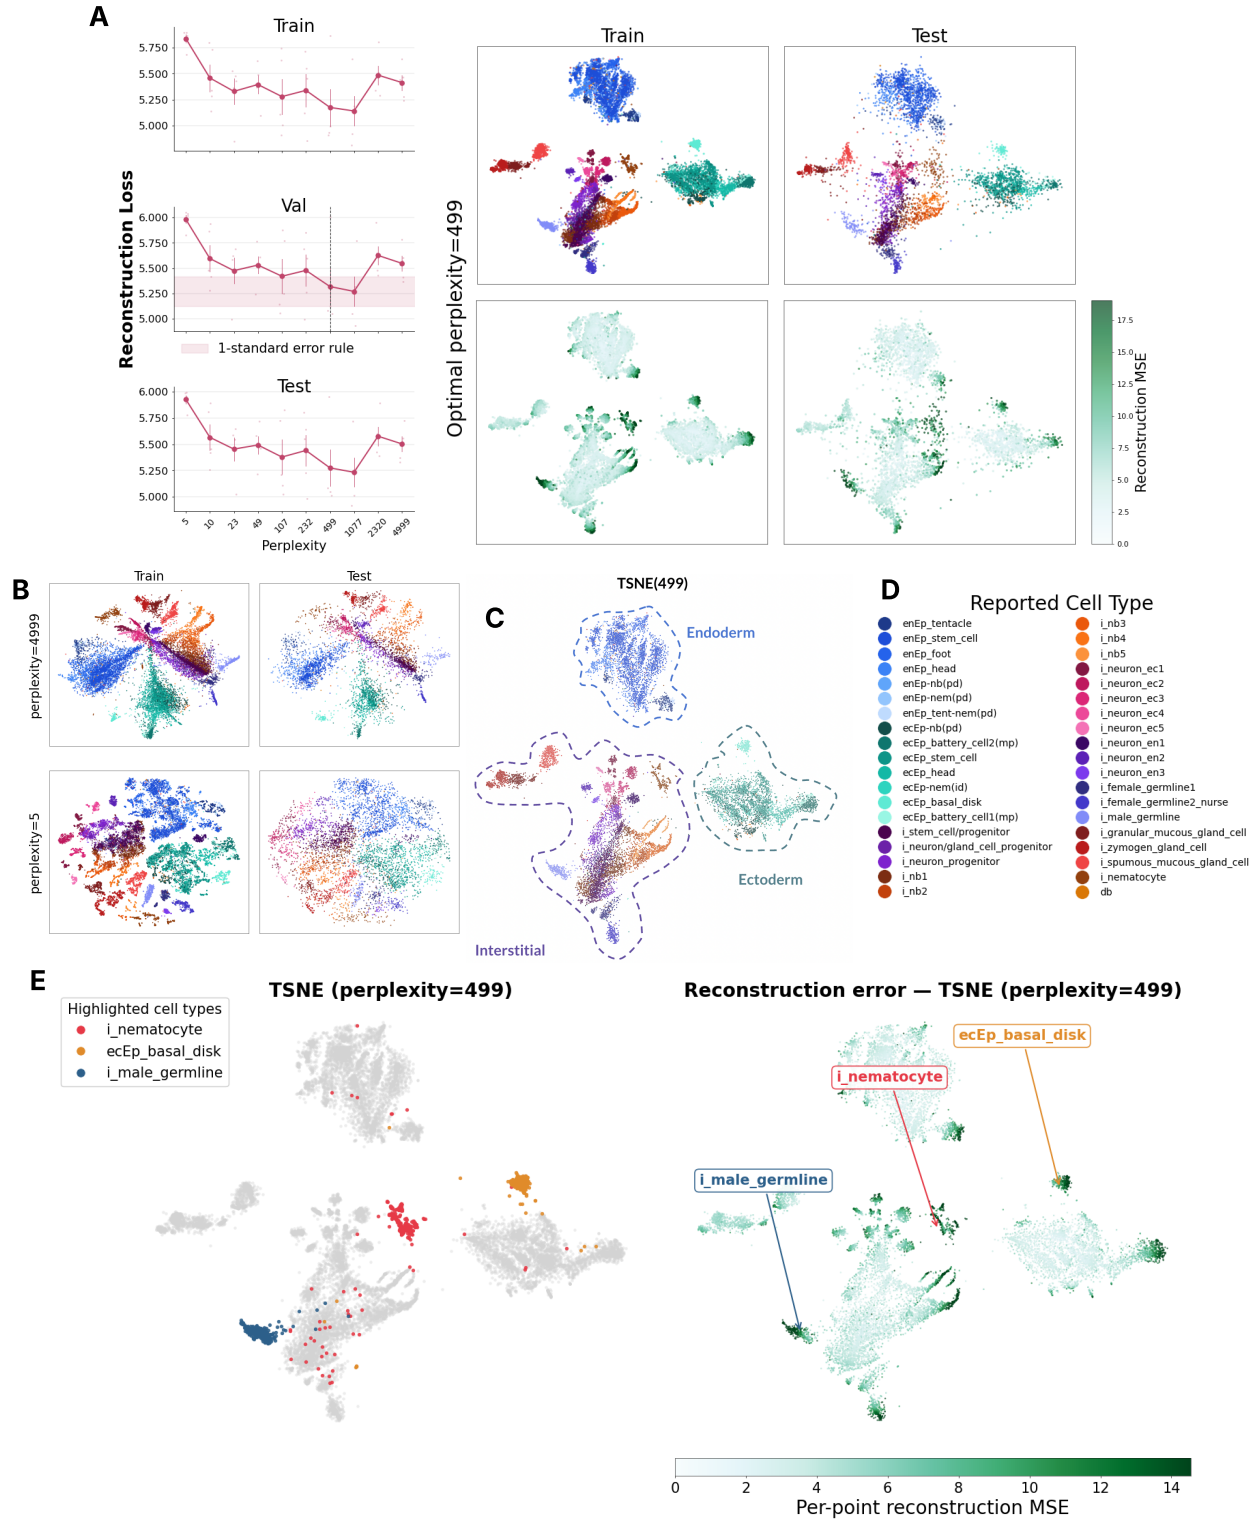 A
Train
5.750
5.500
5.250
5.000
Reconstruction Loss
Val
6.000
5.750
5.500
5.250
5.000
1-standard error rule
Test
6.000
5.750
5.500
5.250
5.000
5
10
23
49
107
232
499
1077
2320
4999
Perplexity
Train
Test
Optimal perplexity=499
17.5
15.0
12.5
10.0
7.5
5.0
2.5
0.0
Reconstruction MSE
B
Train
Test
perplexity=4999
perplexity=5
C
TSNE(499)
Endoderm
Ectoderm
Interstitial
D
Reported Cell Type
enEp_tentacle
enEp_stem_cell
enEp_foot
enEp_head
enEp-nb(pd)
enEp-nem(pd)
enEp_tent-nem(pd)
ecEp-nb(pd)
ecEp_battery_cell2(mp)
ecEp_stem_cell
ecEp_head
ecEp-nem(id)
ecEp_basal_disk
ecEp_battery_cell1(mp)
i_stem_cell/progenitor
i_neuron/gland_cell_progenitor
i_neuron_progenitor
i_nb1
i_nb2
i_nb3
i_nb4
i_nb5
i_neuron_ec1
i_neuron_ec2
i_neuron_ec3
i_neuron_ec4
i_neuron_ec5
i_neuron_en1
i_neuron_en2
i_neuron_en3
i_female_germline1
i_female_germline2_nurse
i_male_germline
i_granular_mucous_gland_cell
i_zymogen_gland_cell
i_spumous_mucous_gland_cell
i_nematocyte
db
E
TSNE (perplexity=499)
Highlighted cell types
i_nematocyte
ecEp_basal_disk
i_male_germline
Reconstruction error — TSNE (perplexity=499)
ecEp_basal_disk
i_nematocyte
i_male_germline
0
2
4
6
8
10
12
14
Per-point reconstruction MSE